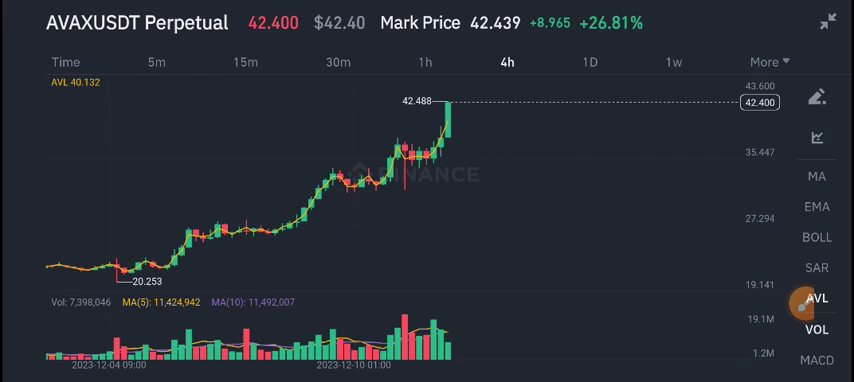 AVAXUSDT Perpetual 42.400 $42.40 Mark Price 42.439 +8.965 +26.81%
Time 5m 15m 30m 1h 4h 1D 1w More
AVL 40.132
43.600
42.488
42.400
35.447
BINANCE
MA
EMA
27.294
BOLL
SAR
20.253
19.141
Vol: 7,398,046 MA(5): 11,424,942 MA(10): 11,492,007
AVL
19.1M
VOL
1.2M
MACD
2023-12-04 09:00 2023-12-10 01:00